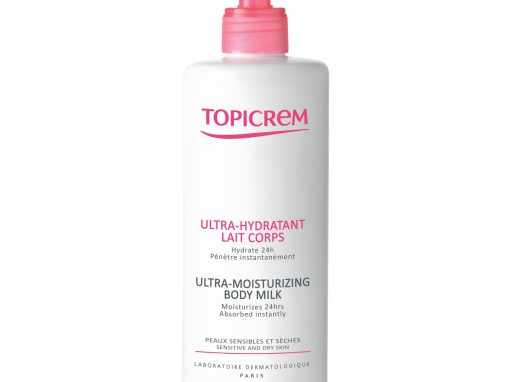 TOPICREM
ULTRA-HYDRATANT
LAIT CORPS
Hydrate 24h
Pénètre instantanément
ULTRA-MOISTURIZING
BODY MILK
Moisturizes 24hrs
Absorbed instantly
PEAUX SENSIBLES ET SÈCHES
SENSITIVE AND DRY SKIN
LABORATOIRE DERMATOLOGIQUE
PARIS